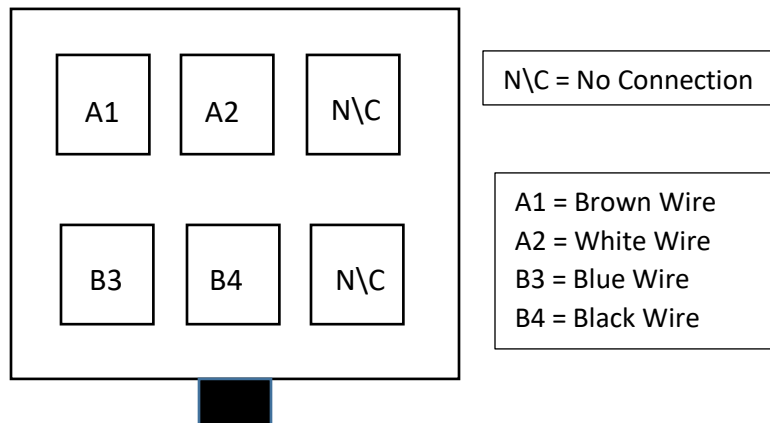 A1 A2 N\C
B3 B4 N\C
N\C = No Connection
A1 = Brown Wire
A2 = White Wire
B3 = Blue Wire
B4 = Black Wire